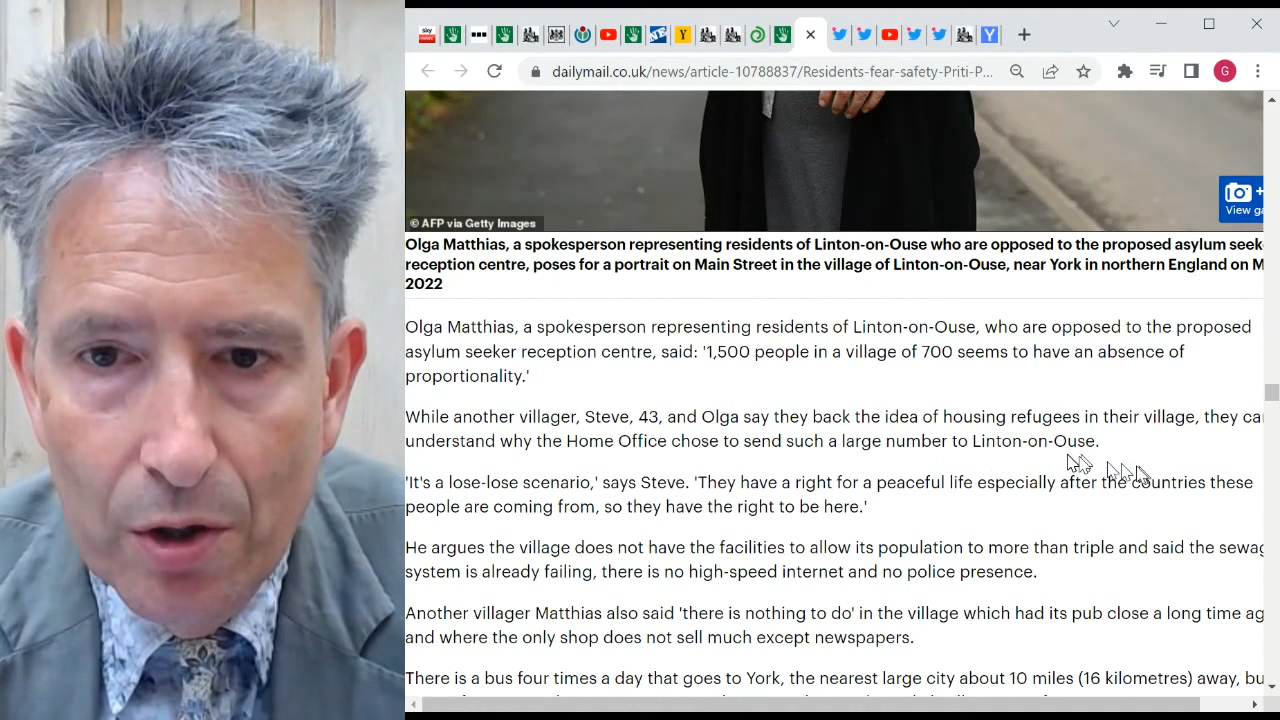 sky
news
dailymail.co.uk/news/article-10788837/Residents-fear-safety-Priti-P...
G
© AFP via Getty Images
View ga
Olga Matthias, a spokesperson representing residents of Linton-on-Ouse who are opposed to the proposed asylum seek
reception centre, poses for a portrait on Main Street in the village of Linton-on-Ouse, near York in northern England on M
2022
Olga Matthias, a spokesperson representing residents of Linton-on-Ouse, who are opposed to the proposed
asylum seeker reception centre, said: '1,500 people in a village of 700 seems to have an absence of
proportionality.'
While another villager, Steve, 43, and Olga say they back the idea of housing refugees in their village, they car
understand why the Home Office chose to send such a large number to Linton-on-Ouse.
'It's a lose-lose scenario,' says Steve. 'They have a right for a peaceful life especially after the countries these
people are coming from, so they have the right to be here.'
He argues the village does not have the facilities to allow its population to more than triple and said the sewag
system is already failing, there is no high-speed internet and no police presence.
Another villager Matthias also said 'there is nothing to do' in the village which had its pub close a long time ag
and where the only shop does not sell much except newspapers.
There is a bus four times a day that goes to York, the nearest large city about 10 miles (16 kilometres) away, bu